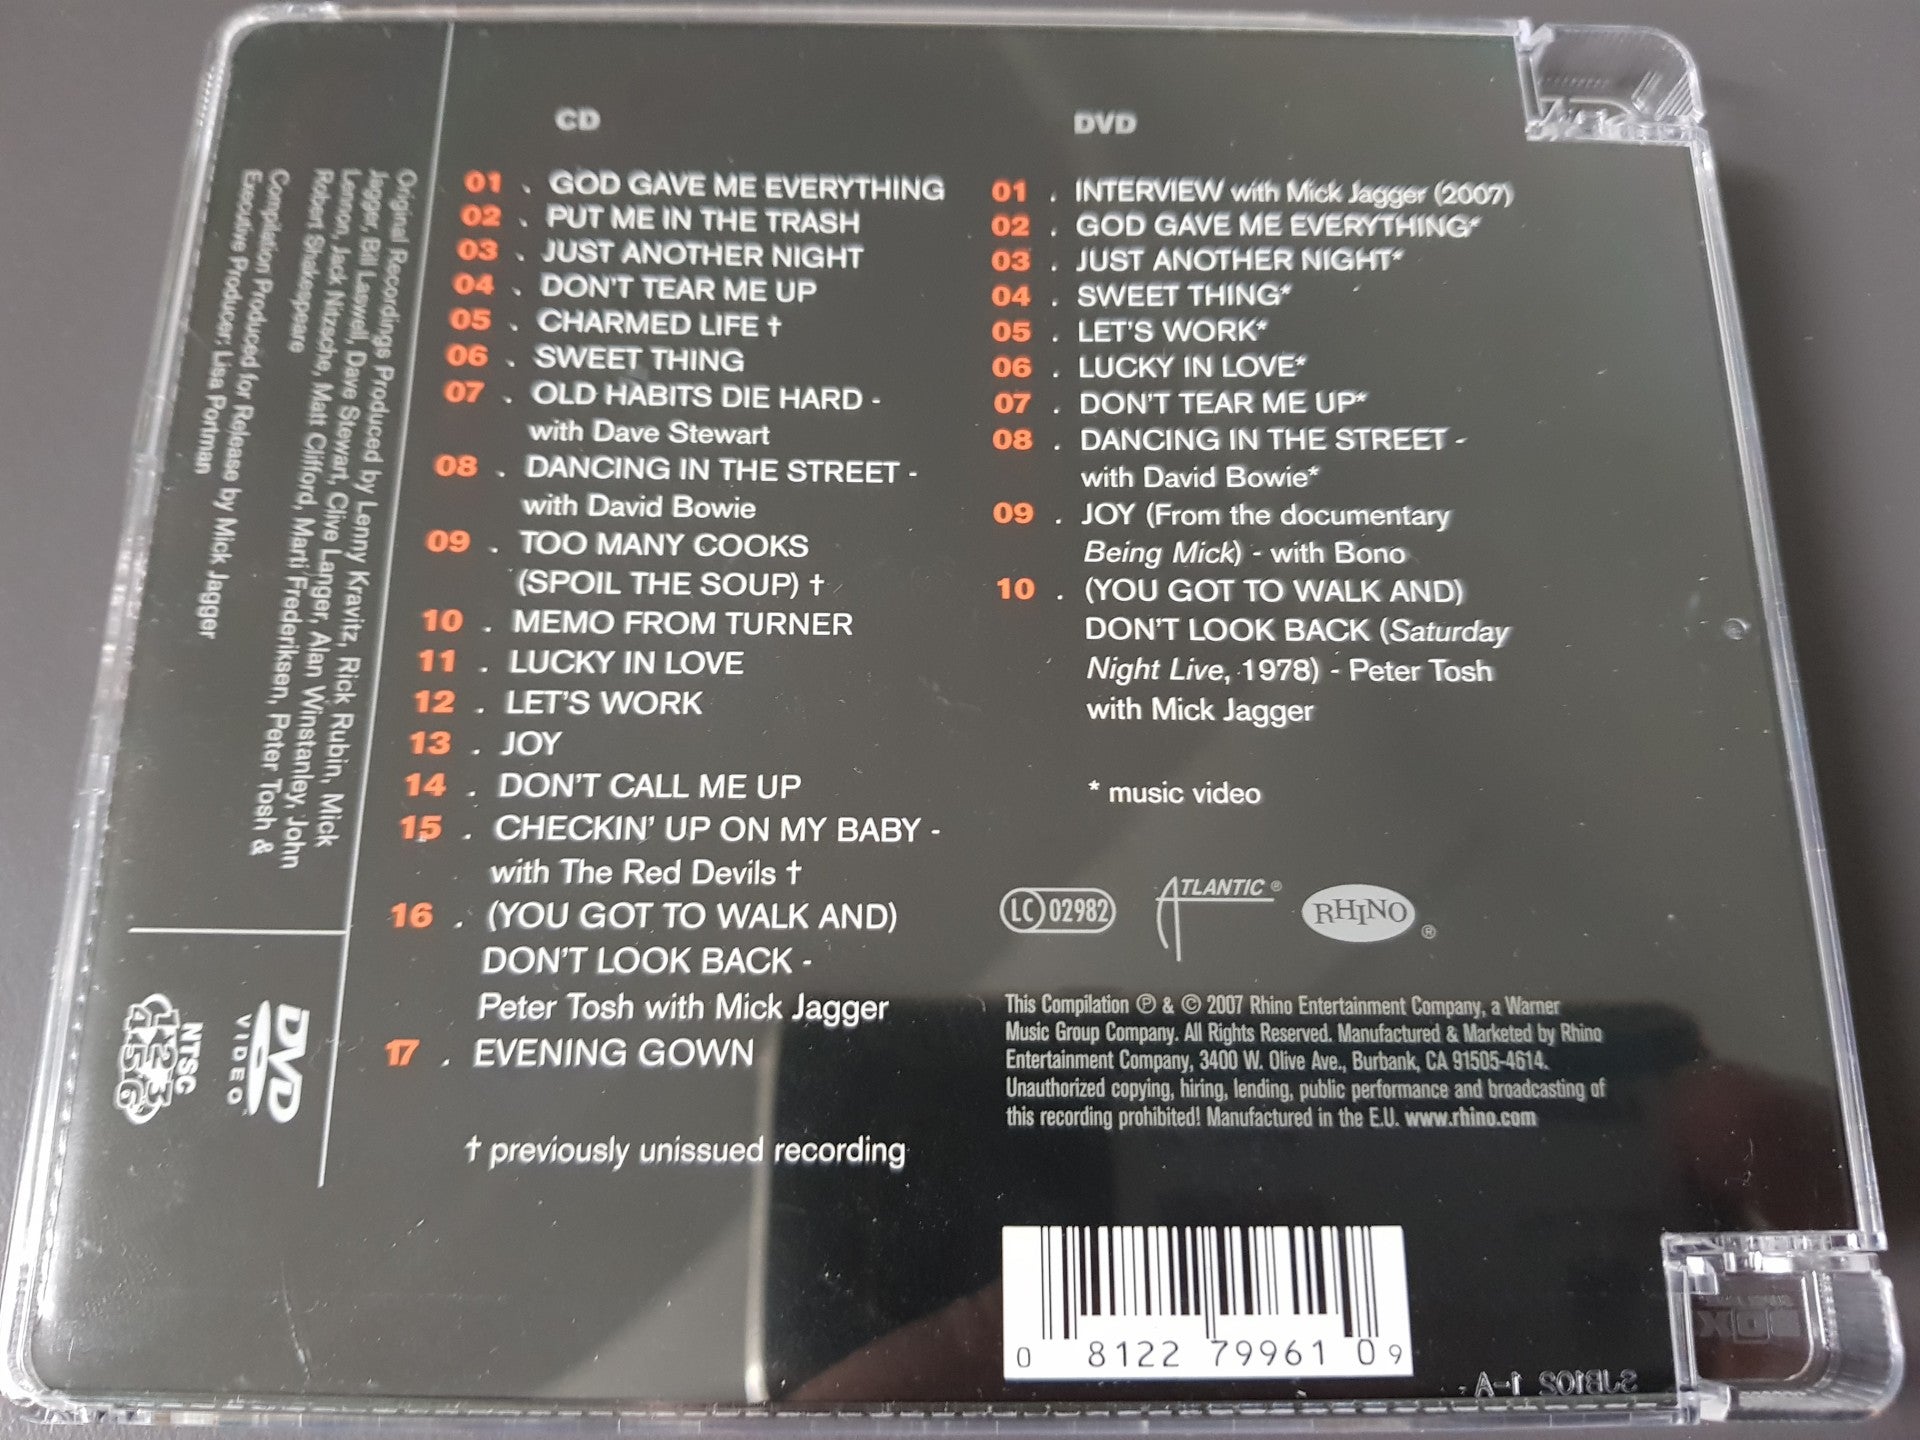 CD
01 . GOD GAVE ME EVERYTHING
02 . PUT ME IN THE TRASH
03 . JUST ANOTHER NIGHT
04 . DON'T TEAR ME UP
05 . CHARMED LIFE †
06 . SWEET THING
07 . OLD HABITS DIE HARD -
with Dave Stewart
08 . DANCING IN THE STREET -
with David Bowie
09 . TOO MANY COOKS
(SPOIL THE SOUP) †
10 . MEMO FROM TURNER
11 . LUCKY IN LOVE
12 . LET'S WORK
13 . JOY
14 . DON'T CALL ME UP
15 . CHECKIN' UP ON MY BABY -
with The Red Devils †
16 . (YOU GOT TO WALK AND)
DON'T LOOK BACK -
Peter Tosh with Mick Jagger
17 . EVENING GOWN
† previously unissued recording
DVD
01 . INTERVIEW with Mick Jagger (2007)
02 . GOD GAVE ME EVERYTHING*
03 . JUST ANOTHER NIGHT*
04 . SWEET THING*
05 . LET'S WORK*
06 . LUCKY IN LOVE*
07 . DON'T TEAR ME UP*
08 . DANCING IN THE STREET -
with David Bowie*
09 . JOY (From the documentary
Being Mick) - with Bono
10 . (YOU GOT TO WALK AND)
DON'T LOOK BACK (Saturday
Night Live, 1978) - Peter Tosh
with Mick Jagger
* music video
LC 02982
ATLANTIC ®
RHINO ®
This Compilation ℗ & © 2007 Rhino Entertainment Company, a Warner
Music Group Company. All Rights Reserved. Manufactured & Marketed by Rhino
Entertainment Company, 3400 W. Olive Ave., Burbank, CA 91505-4614.
Unauthorized copying, hiring, lending, public performance and broadcasting of
this recording prohibited! Manufactured in the E.U. www.rhino.com
0 81227 99610 9
SJB102 1-A
Original Recordings Produced by Lenny Kravitz, Rick Rubin, Mick
Jagger, Bill Laswell, Dave Stewart, Clive Langer, Alan Winstanley, John
Lennon, Jack Nitzsche, Matt Clifford, Marti Frederiksen, Peter Tosh &
Robert Shakespeare
Compilation Produced for Release by Mick Jagger
Executive Producer: Lisa Portman
DVD
VIDEO
NTSC
1 2 3
4 5 6